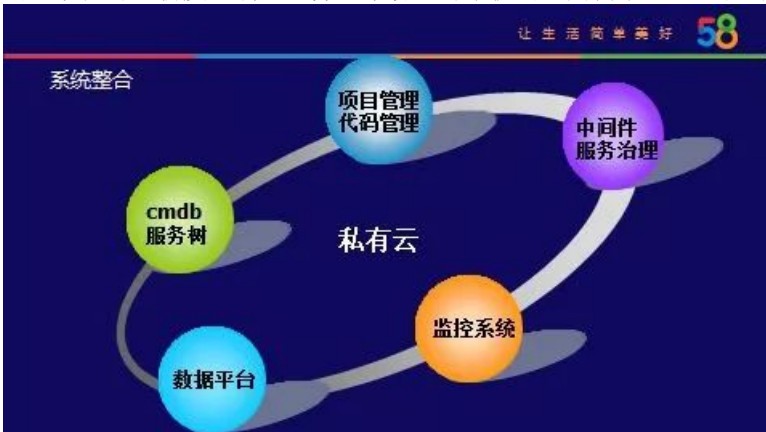 让生活简单美好 58
系统整合
项目管理
代码管理
中间件
服务治理
cmdb
服务树
私有云
监控系统
数据平台